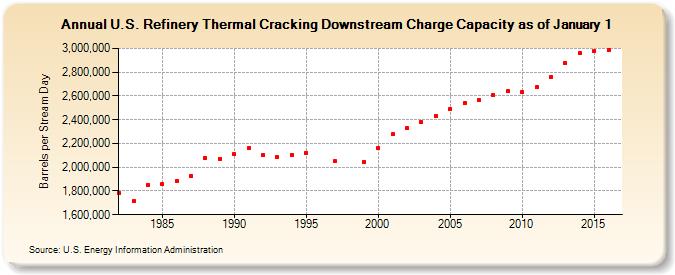 Annual U.S. Refinery Thermal Cracking Downstream Charge Capacity as of January 1
Barrels per Stream Day
3,000,000
2,800,000
2,600,000
2,400,000
2,200,000
2,000,000
1,800,000
1,600,000
1985 1990 1995 2000 2005 2010 2015
Source: U.S. Energy Information Administration